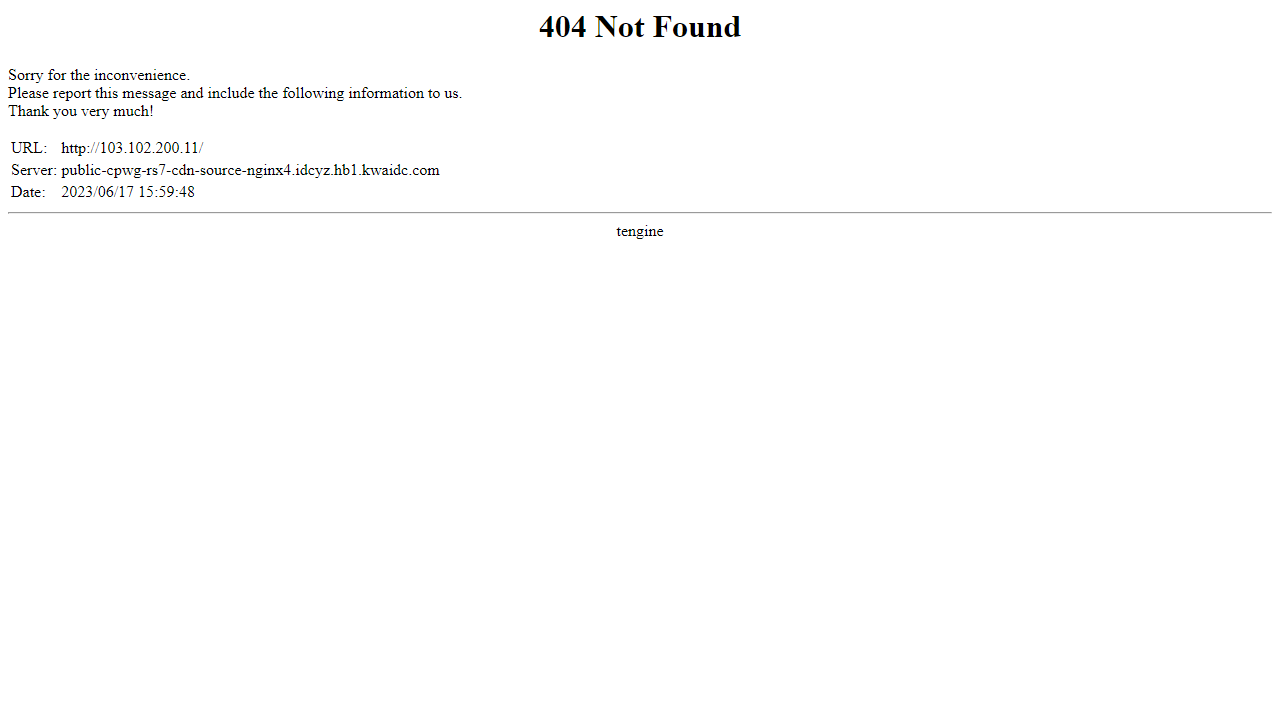 404 Not Found
Sorry for the inconvenience.
Please report this message and include the following information to us.
Thank you very much!
URL: http://103.102.200.11/
Server: public-cpwg-rs7-cdn-source-nginx4.idcyz.hb1.kwaidc.com
Date: 2023/06/17 15:59:48
tengine